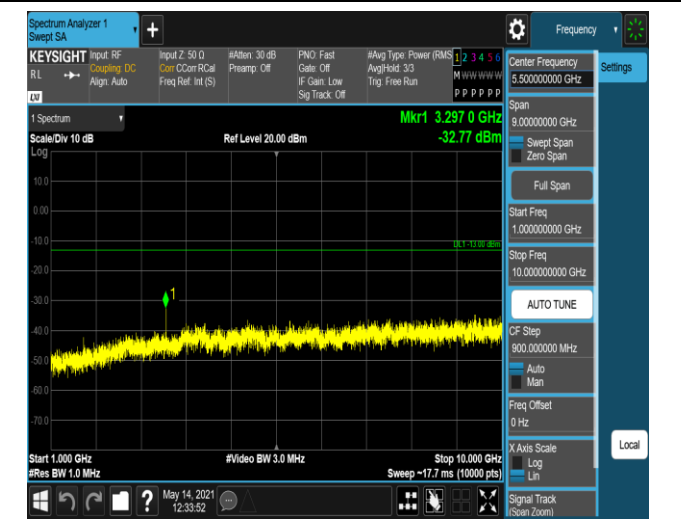 Spectrum Analyzer 1
Swept SA
Frequency
KEYSIGHT
RL
LXI
Input: RF
Coupling: DC
Align: Auto
Input Z: 50 Ω
Corr CCorr RCal
Freq Ref: Int (S)
#Atten: 30 dB
Preamp: Off
PNO: Fast
Gate: Off
IF Gain: Low
Sig Track: Off
#Avg Type: Power (RMS
Avg|Hold: 3/3
Trig: Free Run
1 2 3 4 5 6
M W W W W W
P P P P P P
1 Spectrum
Scale/Div 10 dB
Ref Level 20.00 dBm
Mkr1 3.297 0 GHz
-32.77 dBm
Log
10.0
0.00
-10.0
DL1 -13.00 dBm
-20.0
-30.0
1
-40.0
-50.0
-60.0
-70.0
Start 1.000 GHz
#Video BW 3.0 MHz
Stop 10.000 GHz
#Res BW 1.0 MHz
Sweep ~17.7 ms (10000 pts)
?
May 14, 2021
12:33:52
Center Frequency
5.500000000 GHz
Settings
Span
9.00000000 GHz
Swept Span
Zero Span
Full Span
Start Freq
1.000000000 GHz
Stop Freq
10.000000000 GHz
AUTO TUNE
CF Step
900.000000 MHz
Auto
Man
Freq Offset
0 Hz
X Axis Scale
Log
Lin
Local
Signal Track
(Span Zoom)